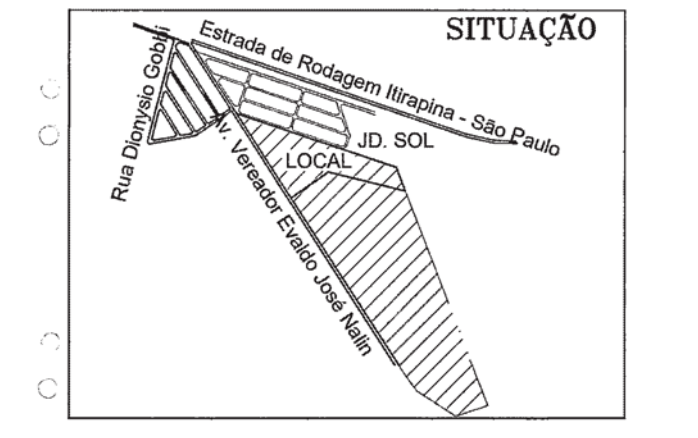 SITUAÇÃO
Estrada de Rodagem Itirapina - São Paulo
Rua Dionysio Gobbi
JD. SOL
LOCAL
Av. Vereador Evaldo José Nalin